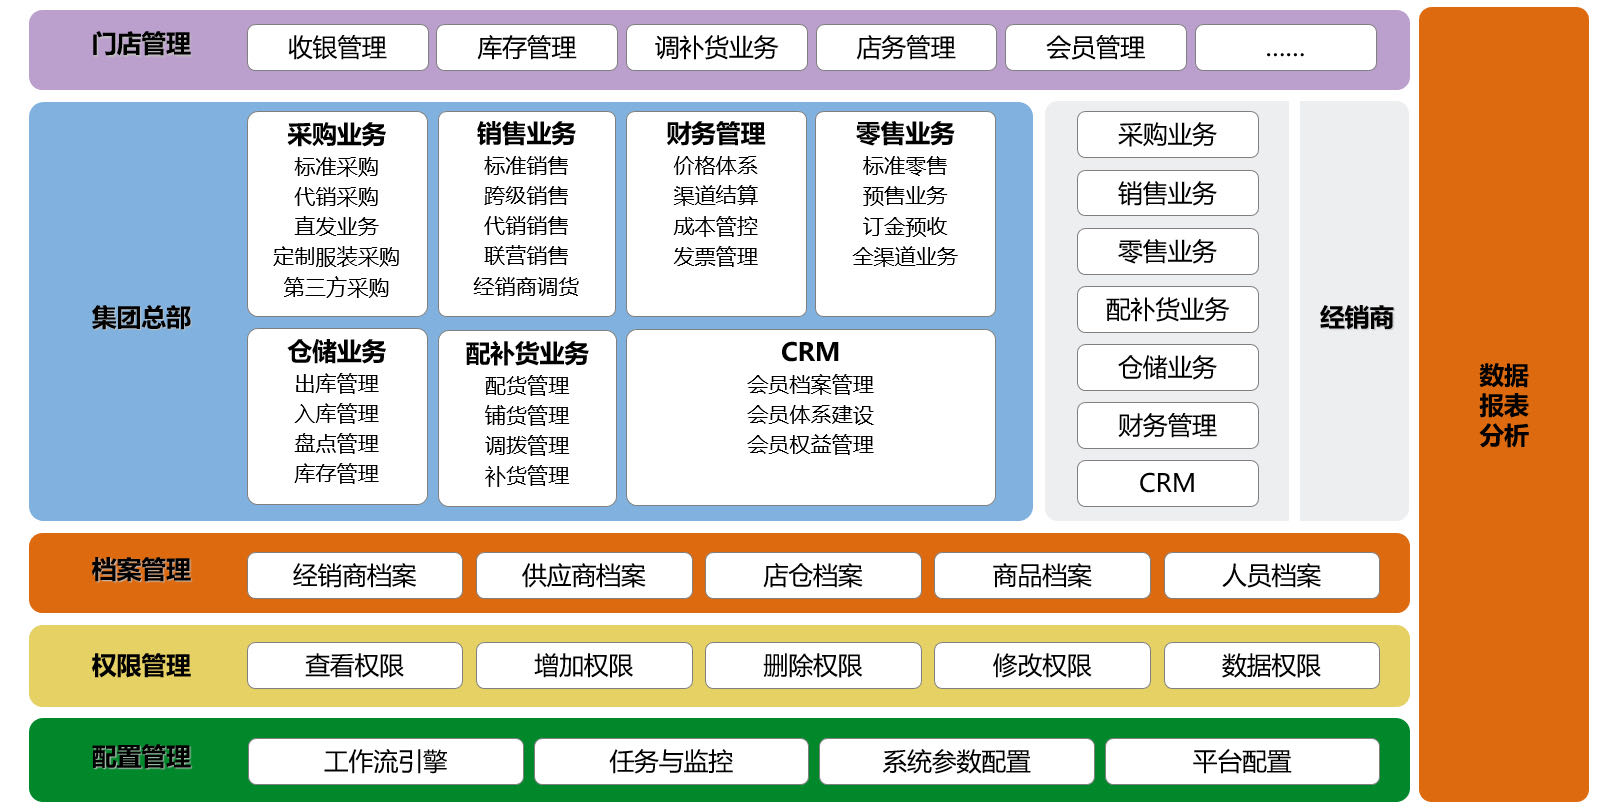 门店管理
收银管理
库存管理
调补货业务
店务管理
会员管理
......
集团总部
采购业务
标准采购
代销采购
直发业务
定制服装采购
第三方采购
销售业务
标准销售
跨级销售
代销销售
联营销售
经销商调货
财务管理
价格体系
渠道结算
成本管控
发票管理
零售业务
标准零售
预售业务
订金预收
全渠道业务
仓储业务
出库管理
入库管理
盘点管理
库存管理
配补货业务
配货管理
铺货管理
调拨管理
补货管理
CRM
会员档案管理
会员体系建设
会员权益管理
采购业务
销售业务
零售业务
配补货业务
仓储业务
财务管理
CRM
经销商
档案管理
经销商档案
供应商档案
店仓档案
商品档案
人员档案
权限管理
查看权限
增加权限
删除权限
修改权限
数据权限
配置管理
工作流引擎
任务与监控
系统参数配置
平台配置
数据
报表
分析